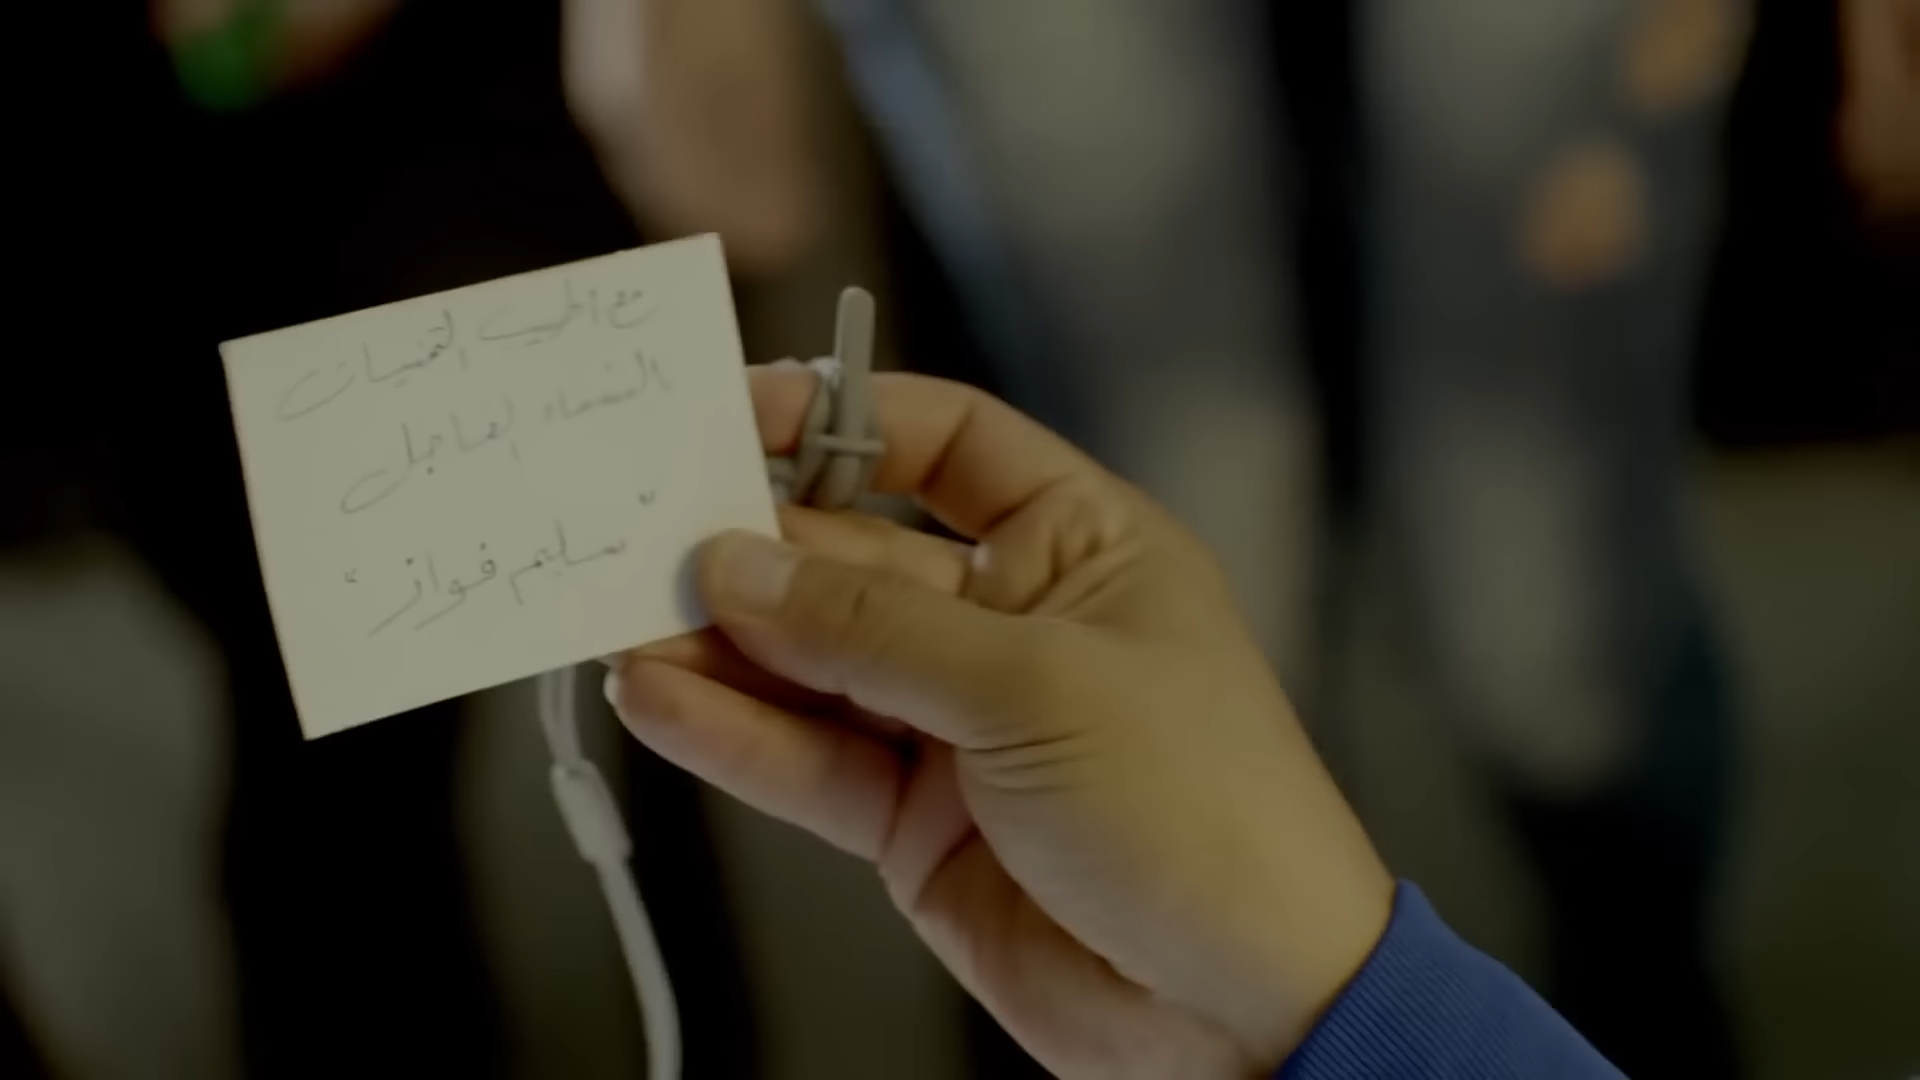 مع أطيب التمنيات
بالشفاء العاجل
"سليم فواز"